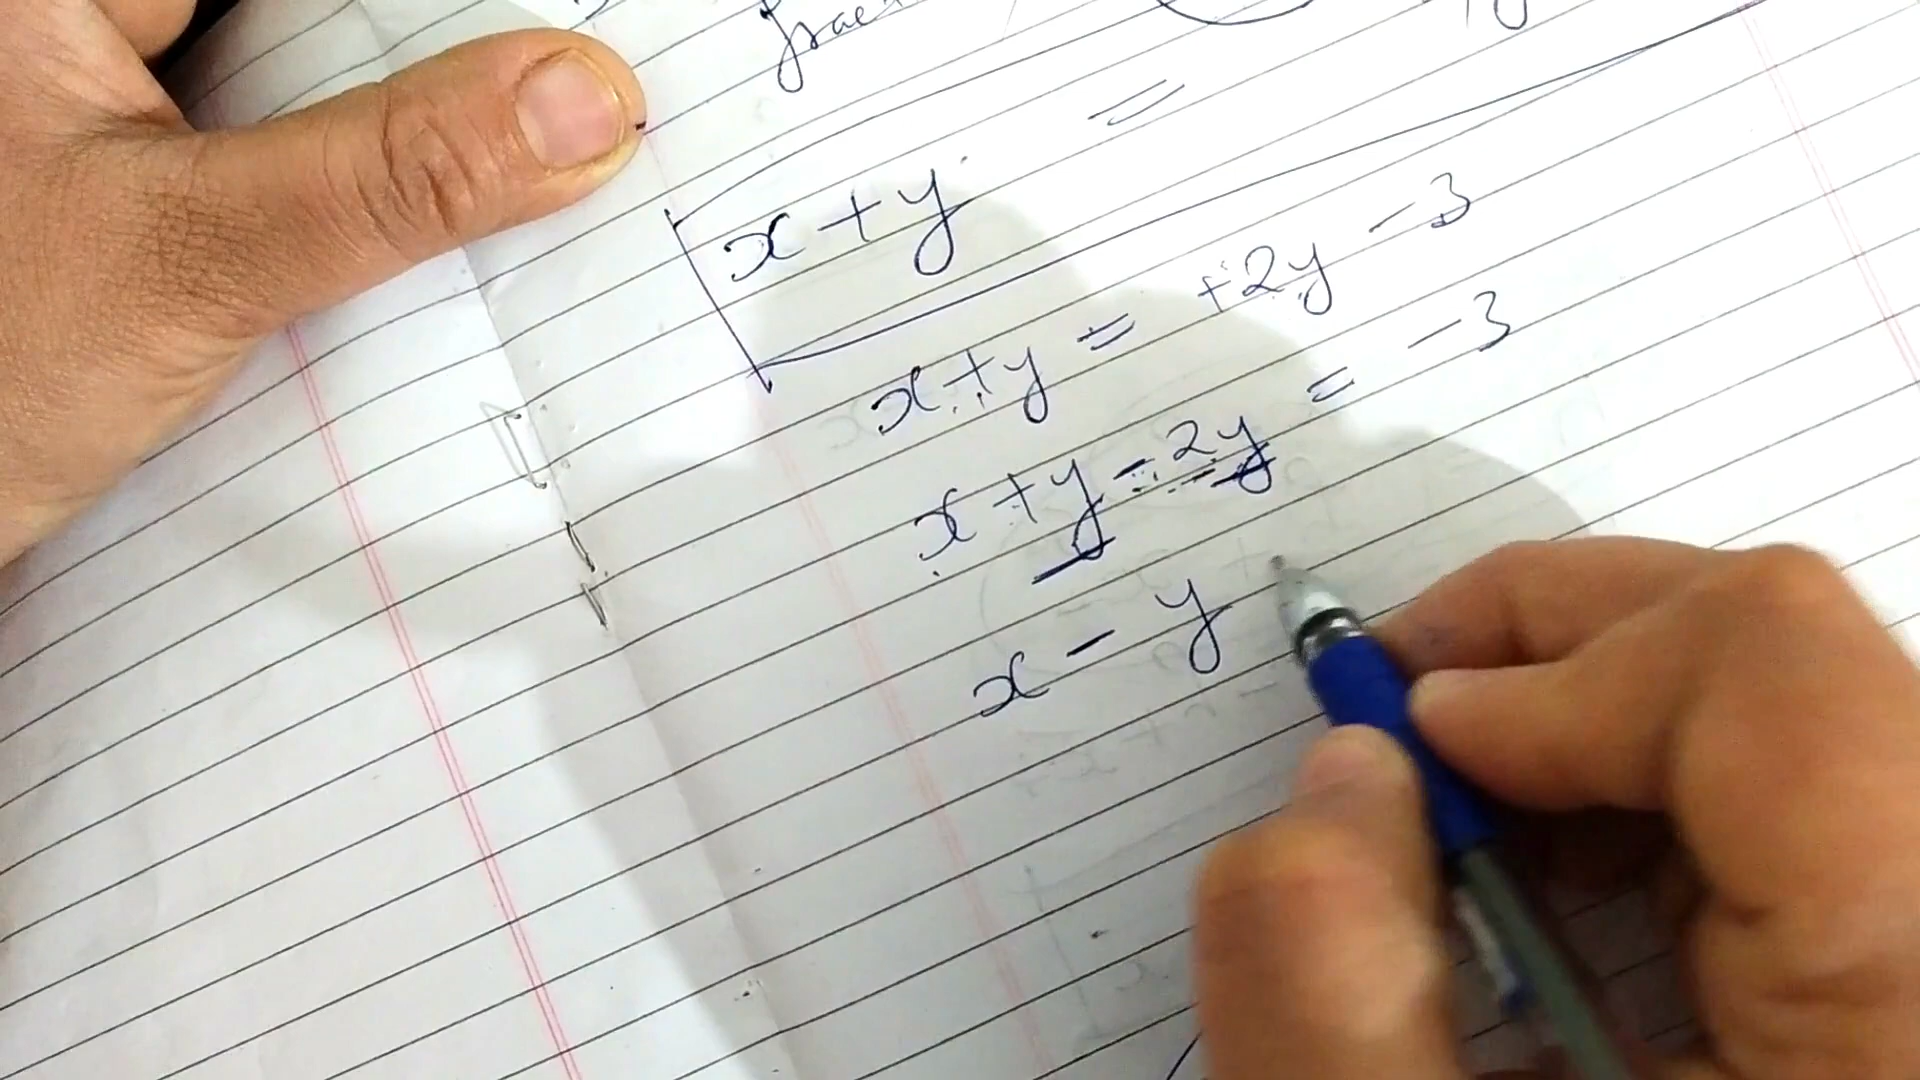 =
x + y
x + y = +2y - 3
x + y - 2y = - 3
x - y